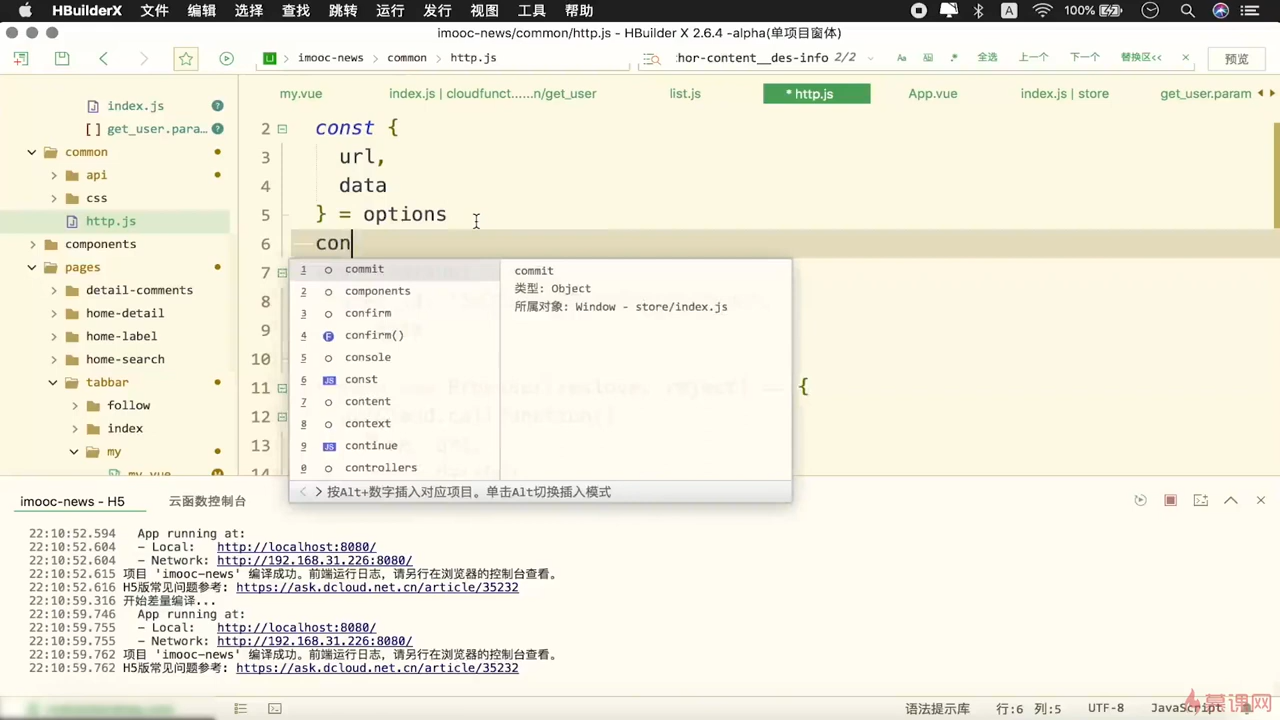 HBuilderX 文件 编辑 选择 查找 跳转 运行 发行 视图 工具 帮助 A 100%
imooc-news/common/http.js - HBuilder X 2.6.4 -alpha(单项目窗体)
U imooc-news common http.js :hor-content__des-info 2/2 Aa 全选 上一个 下一个 替换区<< 预览
my.vue index.js | cloudfunct......n/get_user list.js * http.js App.vue index.js | store get_user.param
index.js
get_user.para...
common
api
css
http.js
components
pages
detail-comments
home-detail
home-label
home-search
tabbar
follow
index
my
my.vue
2 const {
3 url,
4 data
5 } = options
6 con
7
8
9
10
11 {
12
13
14
1 commit
2 components
3 confirm
4 confirm()
5 console
6 JS const
7 content
8 context
9 JS continue
0 controllers
commit
类型: Object
所属对象: Window - store/index.js
按Alt+数字插入对应项目。单击Alt切换插入模式
imooc-news - H5 云函数控制台
22:10:52.594 App running at:
22:10:52.604 - Local: http://localhost:8080/
22:10:52.604 - Network: http://192.168.31.226:8080/
22:10:52.615 项目 'imooc-news' 编译成功。前端运行日志，请另行在浏览器的控制台查看。
22:10:52.616 H5版常见问题参考: https://ask.dcloud.net.cn/article/35232
22:10:59.316 开始差量编译...
22:10:59.746 App running at:
22:10:59.755 - Local: http://localhost:8080/
22:10:59.755 - Network: http://192.168.31.226:8080/
22:10:59.762 项目 'imooc-news' 编译成功。前端运行日志，请另行在浏览器的控制台查看。
22:10:59.762 H5版常见问题参考: https://ask.dcloud.net.cn/article/35232
语法提示库 行:6 列:5 UTF-8 JavaScript
慕课网